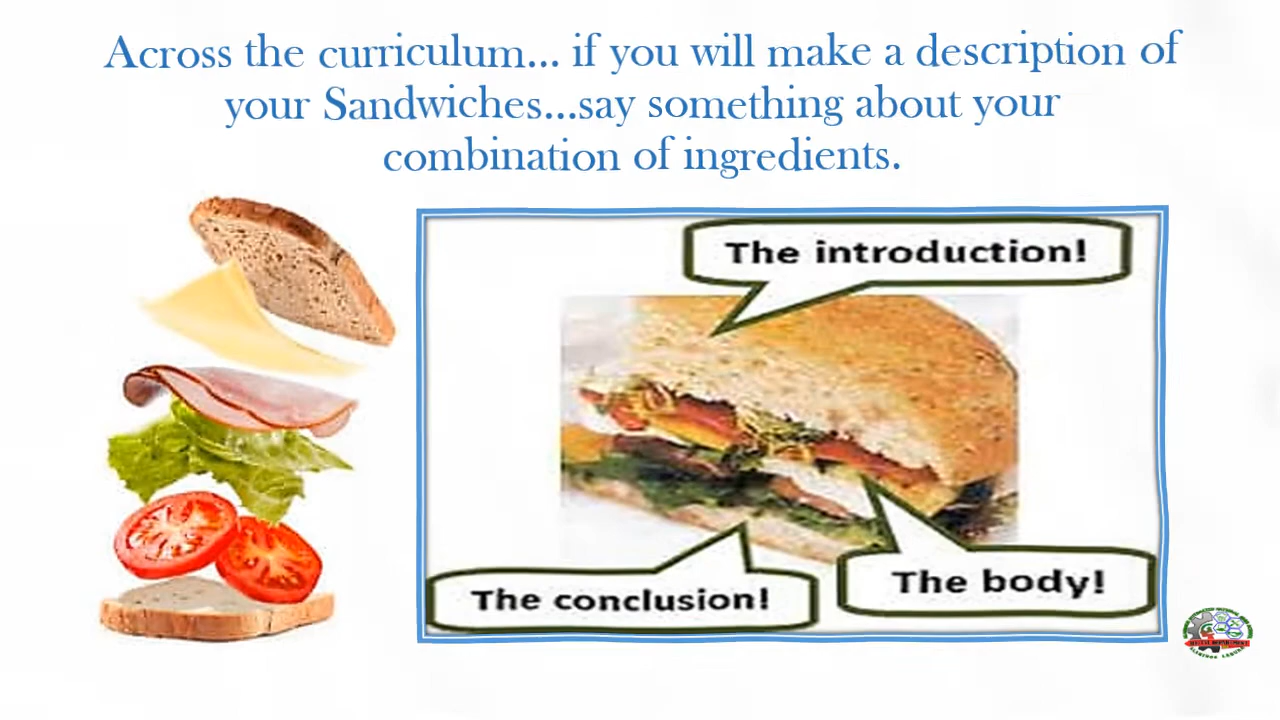 Across the curriculum... if you will make a description of
your Sandwiches...say something about your
combination of ingredients.
The introduction!
The body!
The conclusion!